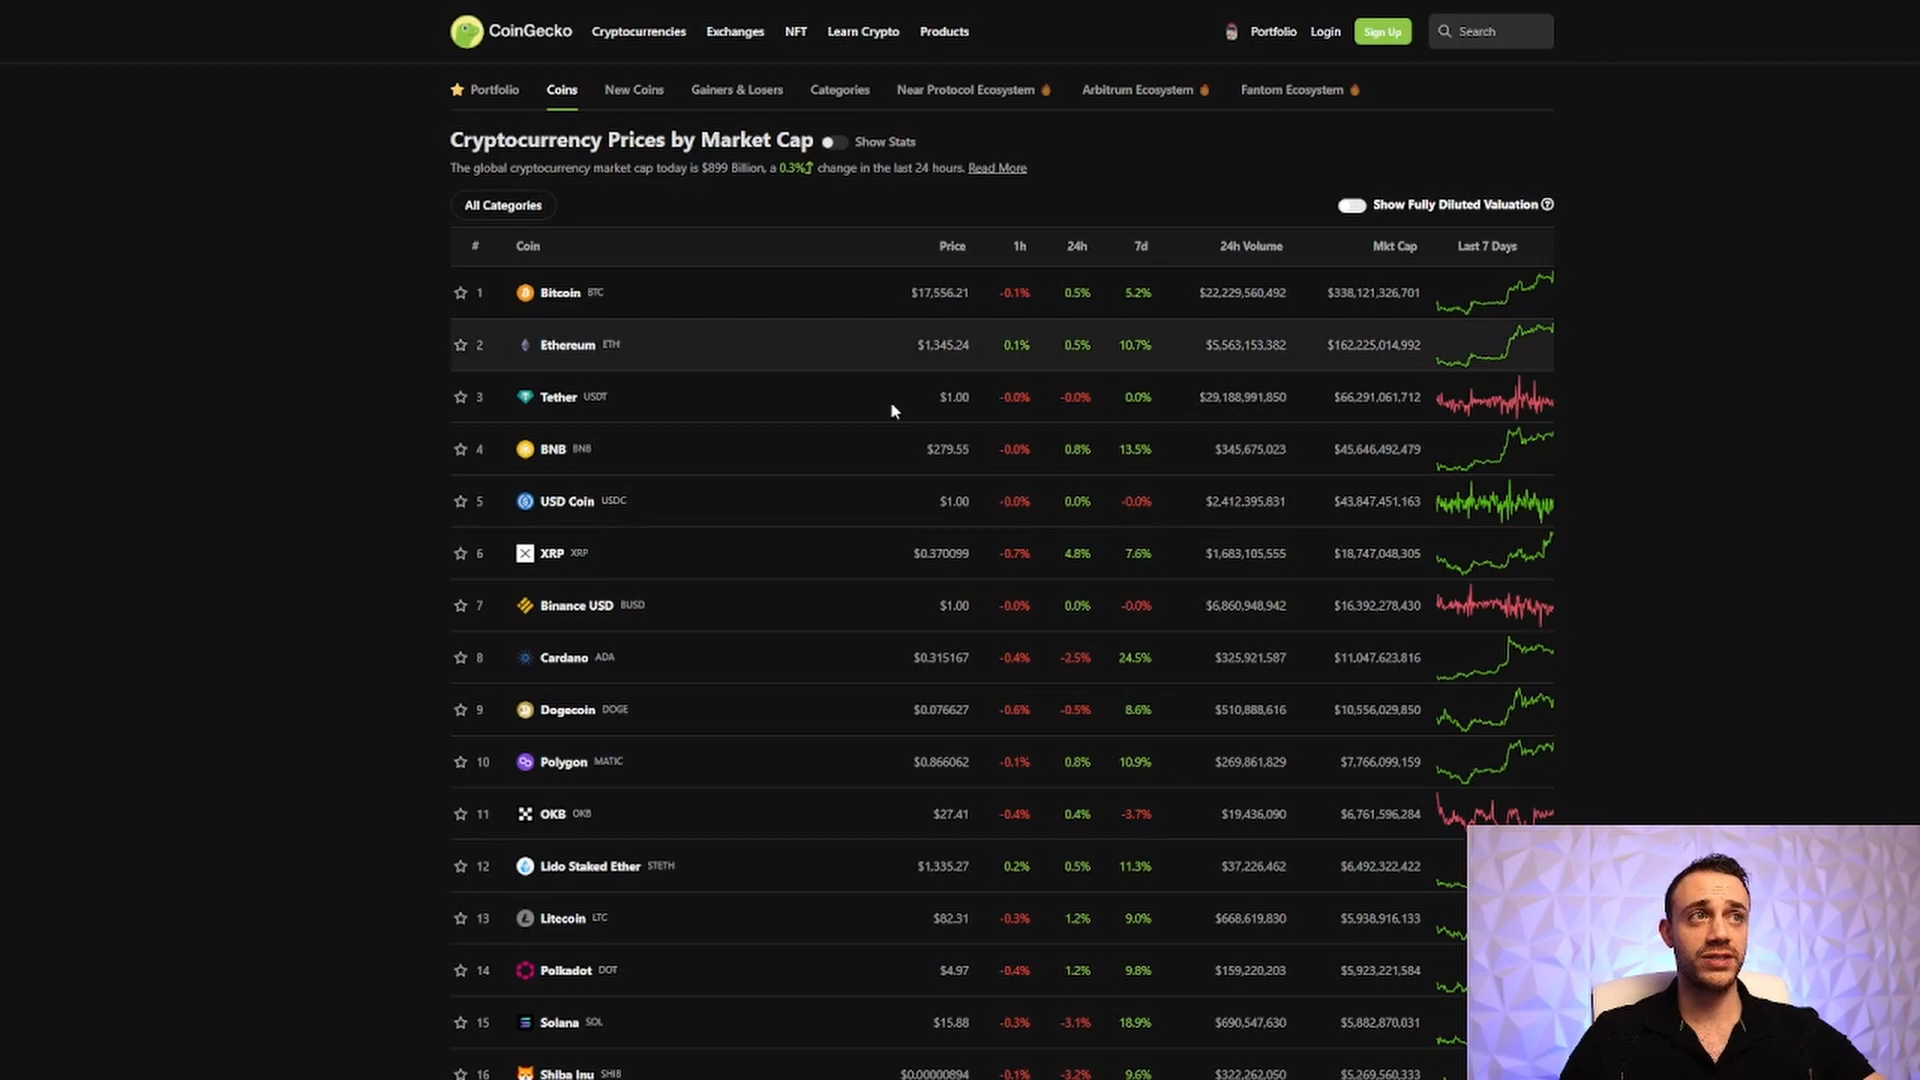 CoinGecko Cryptocurrencies Exchanges NFT Learn Crypto Products Portfolio Login Sign Up Search
Portfolio Coins New Coins Gainers & Losers Categories Near Protocol Ecosystem Arbitrum Ecosystem Fantom Ecosystem
Cryptocurrency Prices by Market Cap Show Stats
The global cryptocurrency market cap today is $899 Billion, a 0.3% change in the last 24 hours. Read More
All Categories Show Fully Diluted Valuation
# Coin Price 1h 24h 7d 24h Volume Mkt Cap Last 7 Days
1 Bitcoin BTC $17,556.21 -0.1% 0.5% 5.2% $22,229,560,492 $338,121,326,701
2 Ethereum ETH $1,345.24 0.1% 0.5% 10.7% $5,563,153,382 $162,225,014,992
3 Tether USDT $1.00 -0.0% -0.0% 0.0% $29,188,991,850 $66,291,061,712
4 BNB BNB $279.55 -0.0% 0.8% 13.5% $345,675,023 $45,646,492,479
5 USD Coin USDC $1.00 -0.0% 0.0% -0.0% $2,412,395,831 $43,847,451,163
6 XRP XRP $0.370099 -0.7% 4.8% 7.6% $1,683,105,555 $18,747,048,305
7 Binance USD BUSD $1.00 -0.0% 0.0% -0.0% $6,860,948,942 $16,392,278,430
8 Cardano ADA $0.315167 -0.4% -2.5% 24.5% $325,921,587 $11,047,623,816
9 Dogecoin DOGE $0.076627 -0.6% -0.5% 8.6% $510,888,616 $10,556,029,850
10 Polygon MATIC $0.866062 -0.1% 0.8% 10.9% $269,861,829 $7,766,099,159
11 OKB OKB $27.41 -0.4% 0.4% -3.7% $19,436,090 $6,761,596,284
12 Lido Staked Ether STETH $1,335.27 0.2% 0.5% 11.3% $37,226,462 $6,492,322,422
13 Litecoin LTC $82.31 -0.3% 1.2% 9.0% $668,619,830 $5,938,916,133
14 Polkadot DOT $4.97 -0.4% 1.2% 9.8% $159,220,203 $5,923,221,584
15 Solana SOL $15.88 -0.3% -3.1% 18.9% $690,547,630 $5,882,870,031
16 Shiba Inu SHIB $0.00000894 -0.1% -3.2% 9.6% $322,262,050 $5,269,560,333